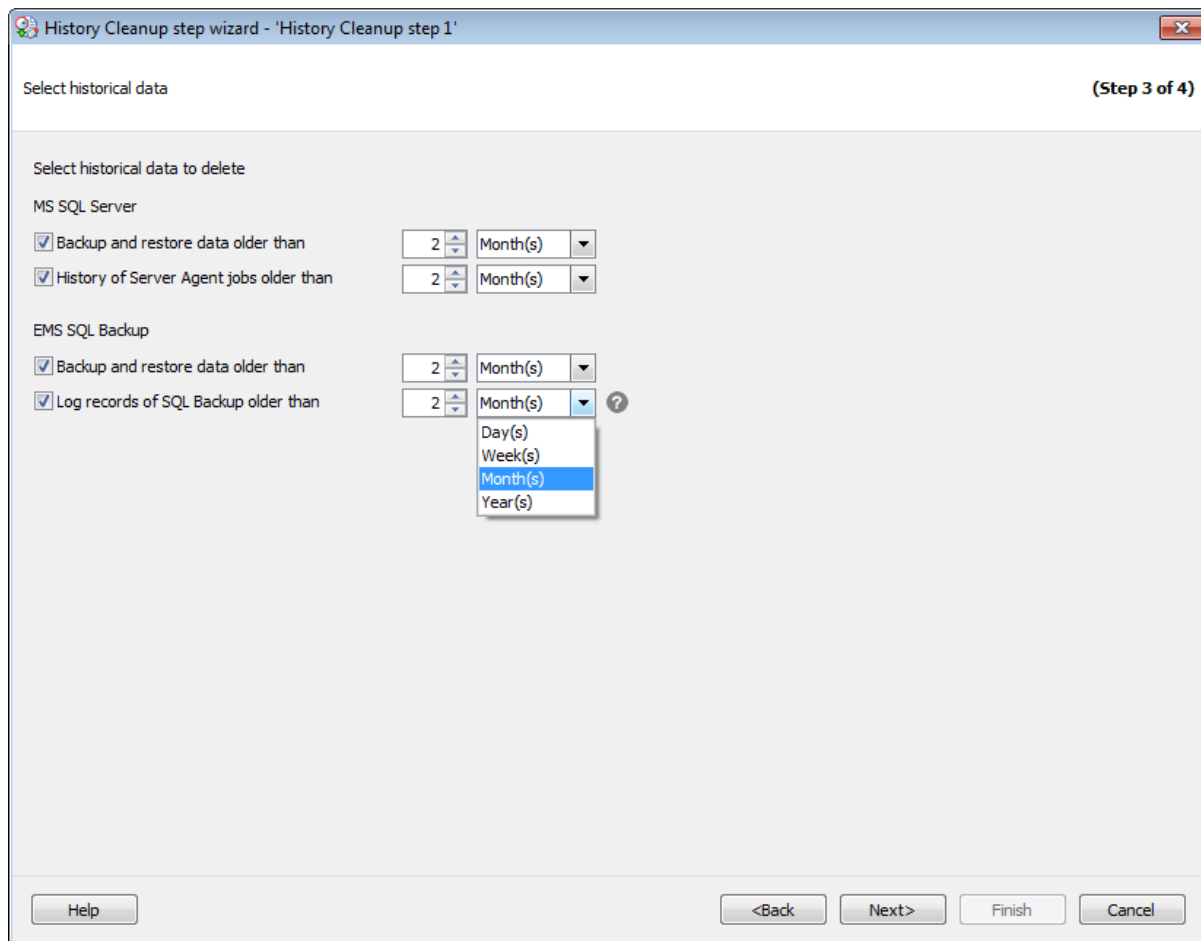 History Cleanup step wizard - 'History Cleanup step 1'
Select historical data (Step 3 of 4)
Select historical data to delete
MS SQL Server
Backup and restore data older than 2 Month(s)
History of Server Agent jobs older than 2 Month(s)
EMS SQL Backup
Backup and restore data older than 2 Month(s)
Log records of SQL Backup older than 2 Month(s) ?
Day(s)
Week(s)
Month(s)
Year(s)
Help <Back Next> Finish Cancel